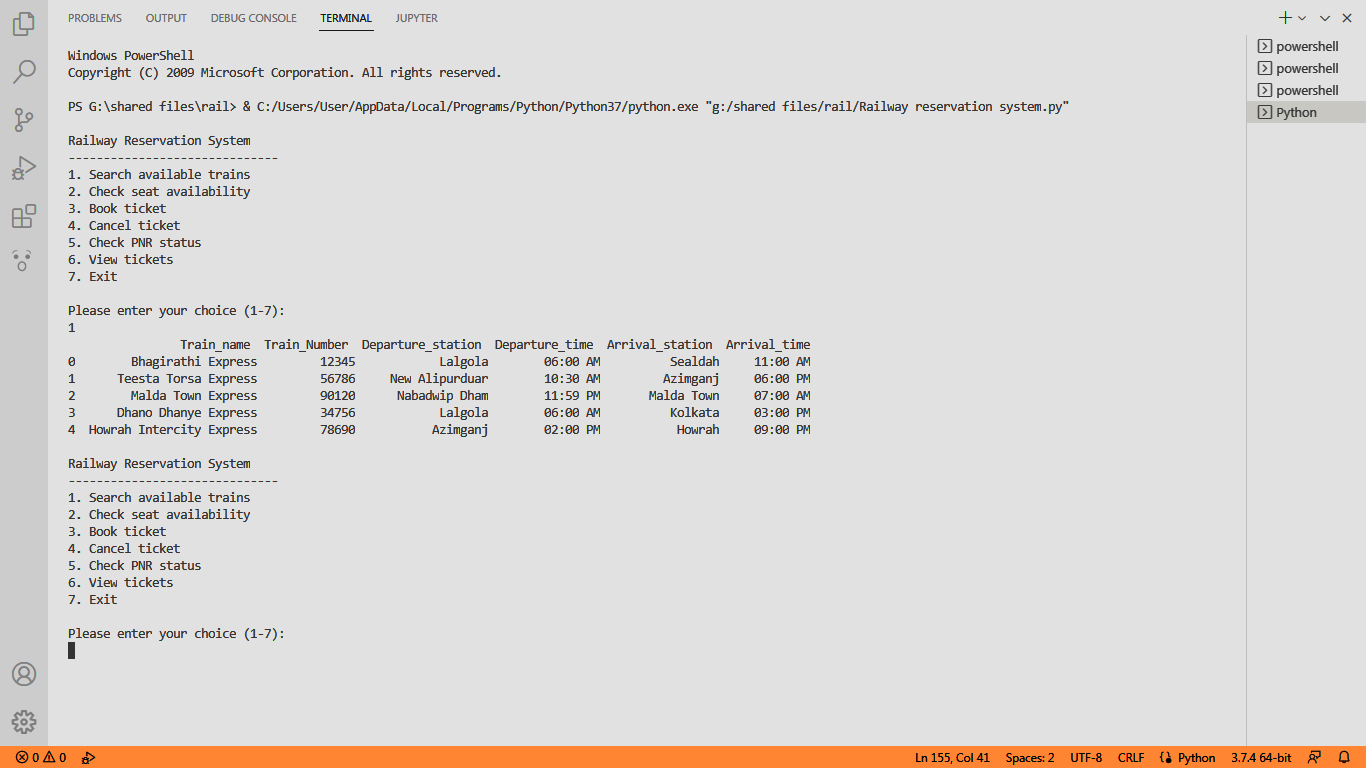 PROBLEMS OUTPUT DEBUG CONSOLE TERMINAL JUPYTER
Windows PowerShell
Copyright (C) 2009 Microsoft Corporation. All rights reserved.
PS G:\shared files\rail> & C:/Users/User/AppData/Local/Programs/Python/Python37/python.exe "g:/shared files/rail/Railway reservation system.py"
Railway Reservation System
------------------------------
1. Search available trains
2. Check seat availability
3. Book ticket
4. Cancel ticket
5. Check PNR status
6. View tickets
7. Exit
Please enter your choice (1-7):
1
Train_name Train_Number Departure_station Departure_time Arrival_station Arrival_time
0 Bhagirathi Express 12345 Lalgola 06:00 AM Sealdah 11:00 AM
1 Teesta Torsa Express 56786 New Alipurduar 10:30 AM Azimganj 06:00 PM
2 Malda Town Express 90120 Nabadwip Dham 11:59 PM Malda Town 07:00 AM
3 Dhano Dhanye Express 34756 Lalgola 06:00 AM Kolkata 03:00 PM
4 Howrah Intercity Express 78690 Azimganj 02:00 PM Howrah 09:00 PM
Railway Reservation System
------------------------------
1. Search available trains
2. Check seat availability
3. Book ticket
4. Cancel ticket
5. Check PNR status
6. View tickets
7. Exit
Please enter your choice (1-7):
powershell
powershell
powershell
Python
0 0 Ln 155, Col 41 Spaces: 2 UTF-8 CRLF Python 3.7.4 64-bit